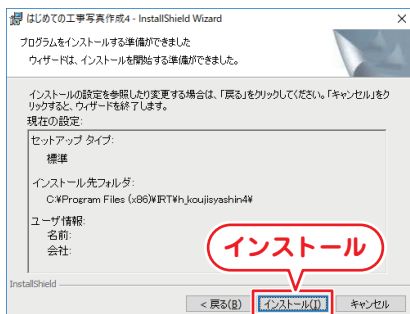 はじめての工事写真作成4 - InstallShield Wizard
プログラムをインストールする準備ができました
ウィザードは、インストールを開始する準備ができました。
インストールの設定を参照したり変更する場合は、「戻る」をクリックしてください。「キャンセル」をク
リックすると、ウィザードを終了します。
現在の設定:
セットアップ タイプ:
標準
インストール先フォルダ:
C:¥Program Files (x86)¥IRT¥h_koujisyashin4¥
ユーザ情報:
名前:
会社:
インストール
InstallShield
< 戻る(B)
インストール(I)
キャンセル